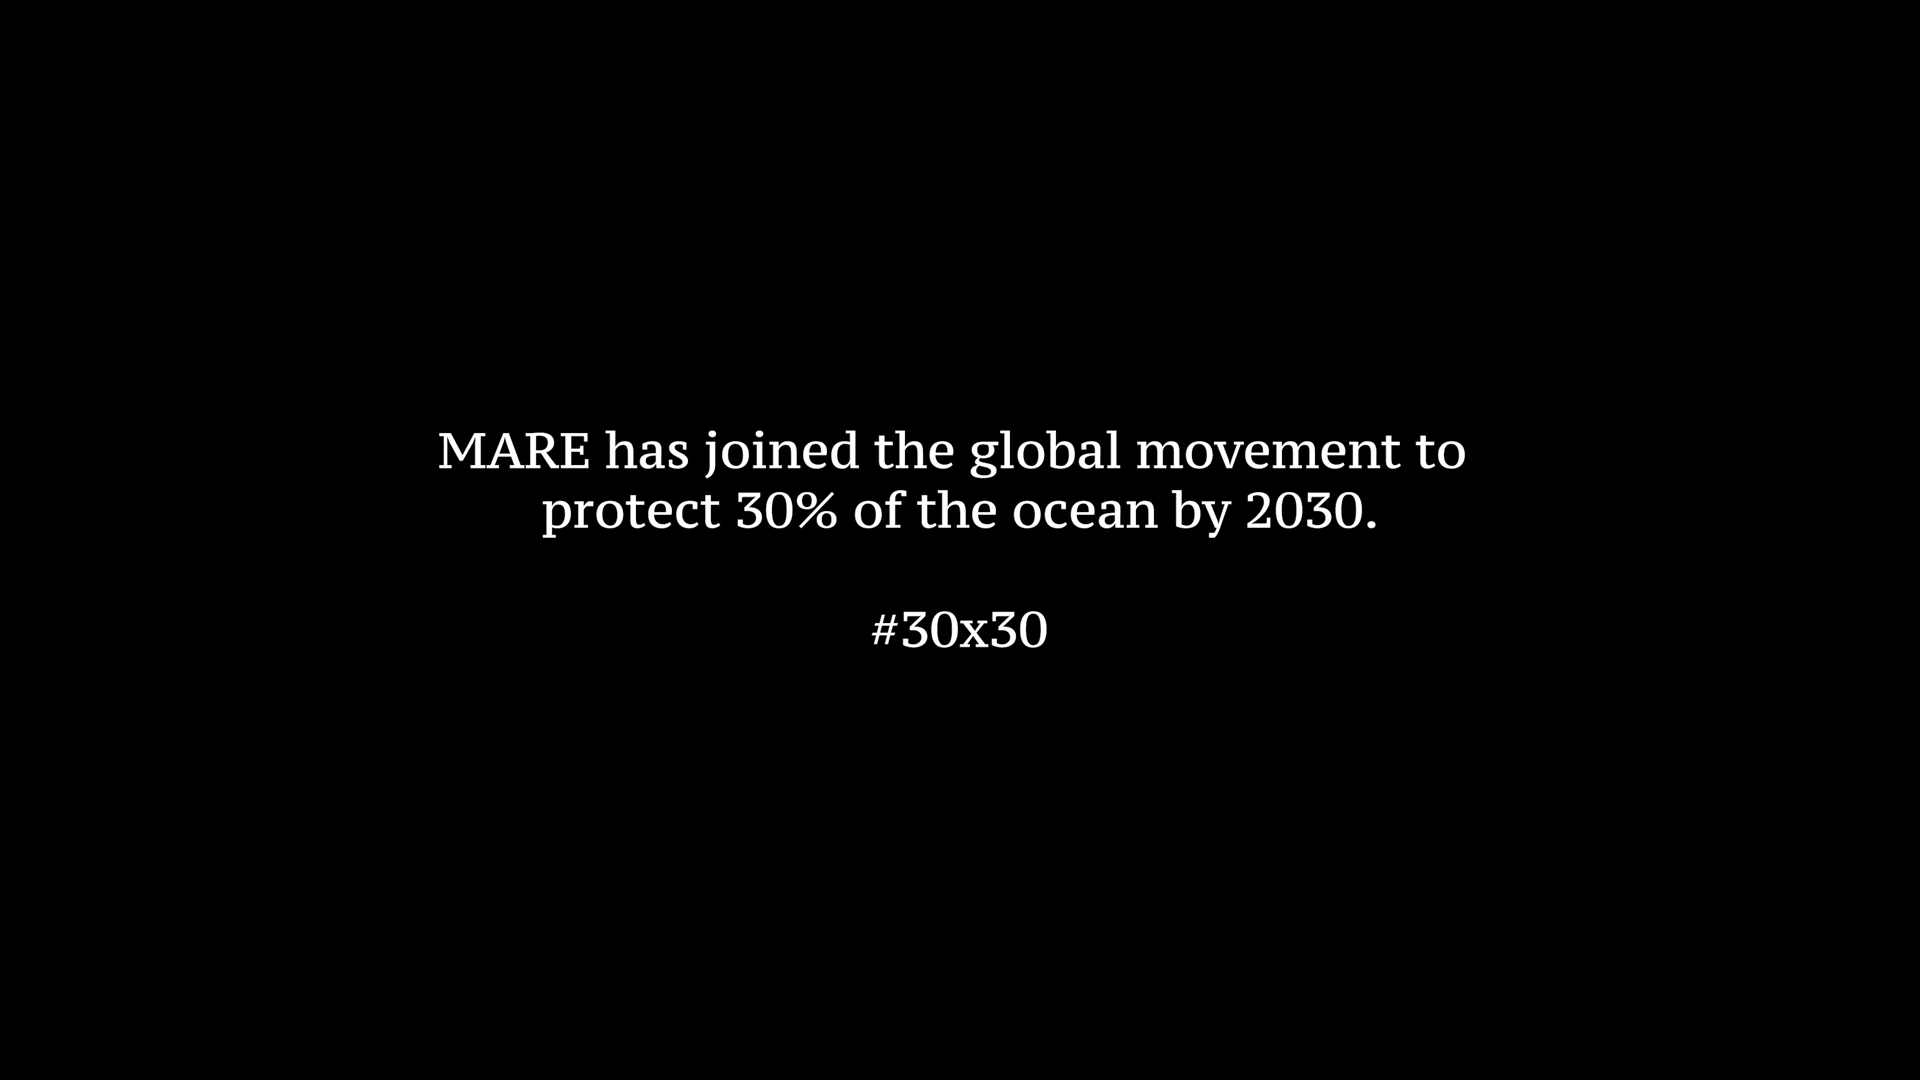 MARE has joined the global movement to
protect 30% of the ocean by 2030.
#30x30